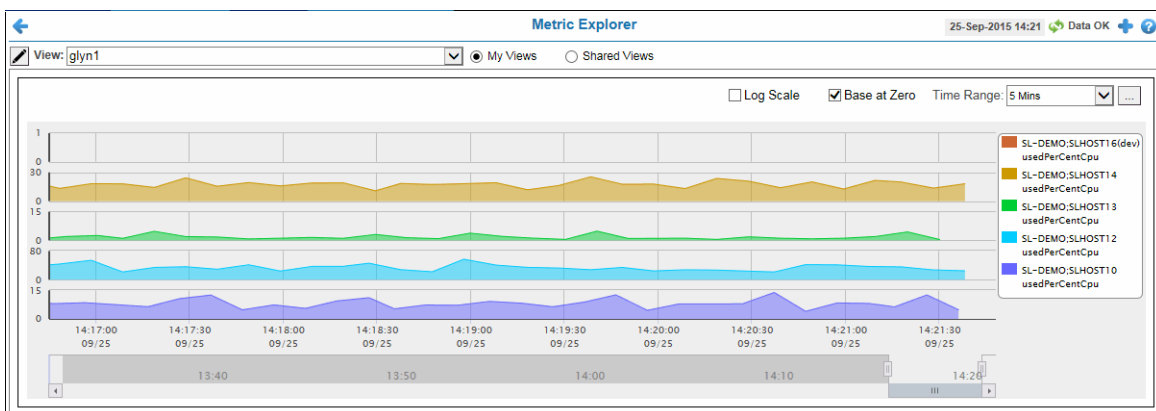 Metric Explorer
25-Sep-2015 14:21 Data OK
View: glyn1 My Views Shared Views
Log Scale Base at Zero Time Range: 5 Mins ...
1
0
30
0
15
0
80
0
15
0
SL-DEMO;SLHOST16(dev)
usedPerCentCpu
SL-DEMO;SLHOST14
usedPerCentCpu
SL-DEMO;SLHOST13
usedPerCentCpu
SL-DEMO;SLHOST12
usedPerCentCpu
SL-DEMO;SLHOST10
usedPerCentCpu
14:17:00 14:17:30 14:18:00 14:18:30 14:19:00 14:19:30 14:20:00 14:20:30 14:21:00 14:21:30
09/25 09/25 09/25 09/25 09/25 09/25 09/25 09/25 09/25 09/25
13:40 13:50 14:00 14:10 14:20